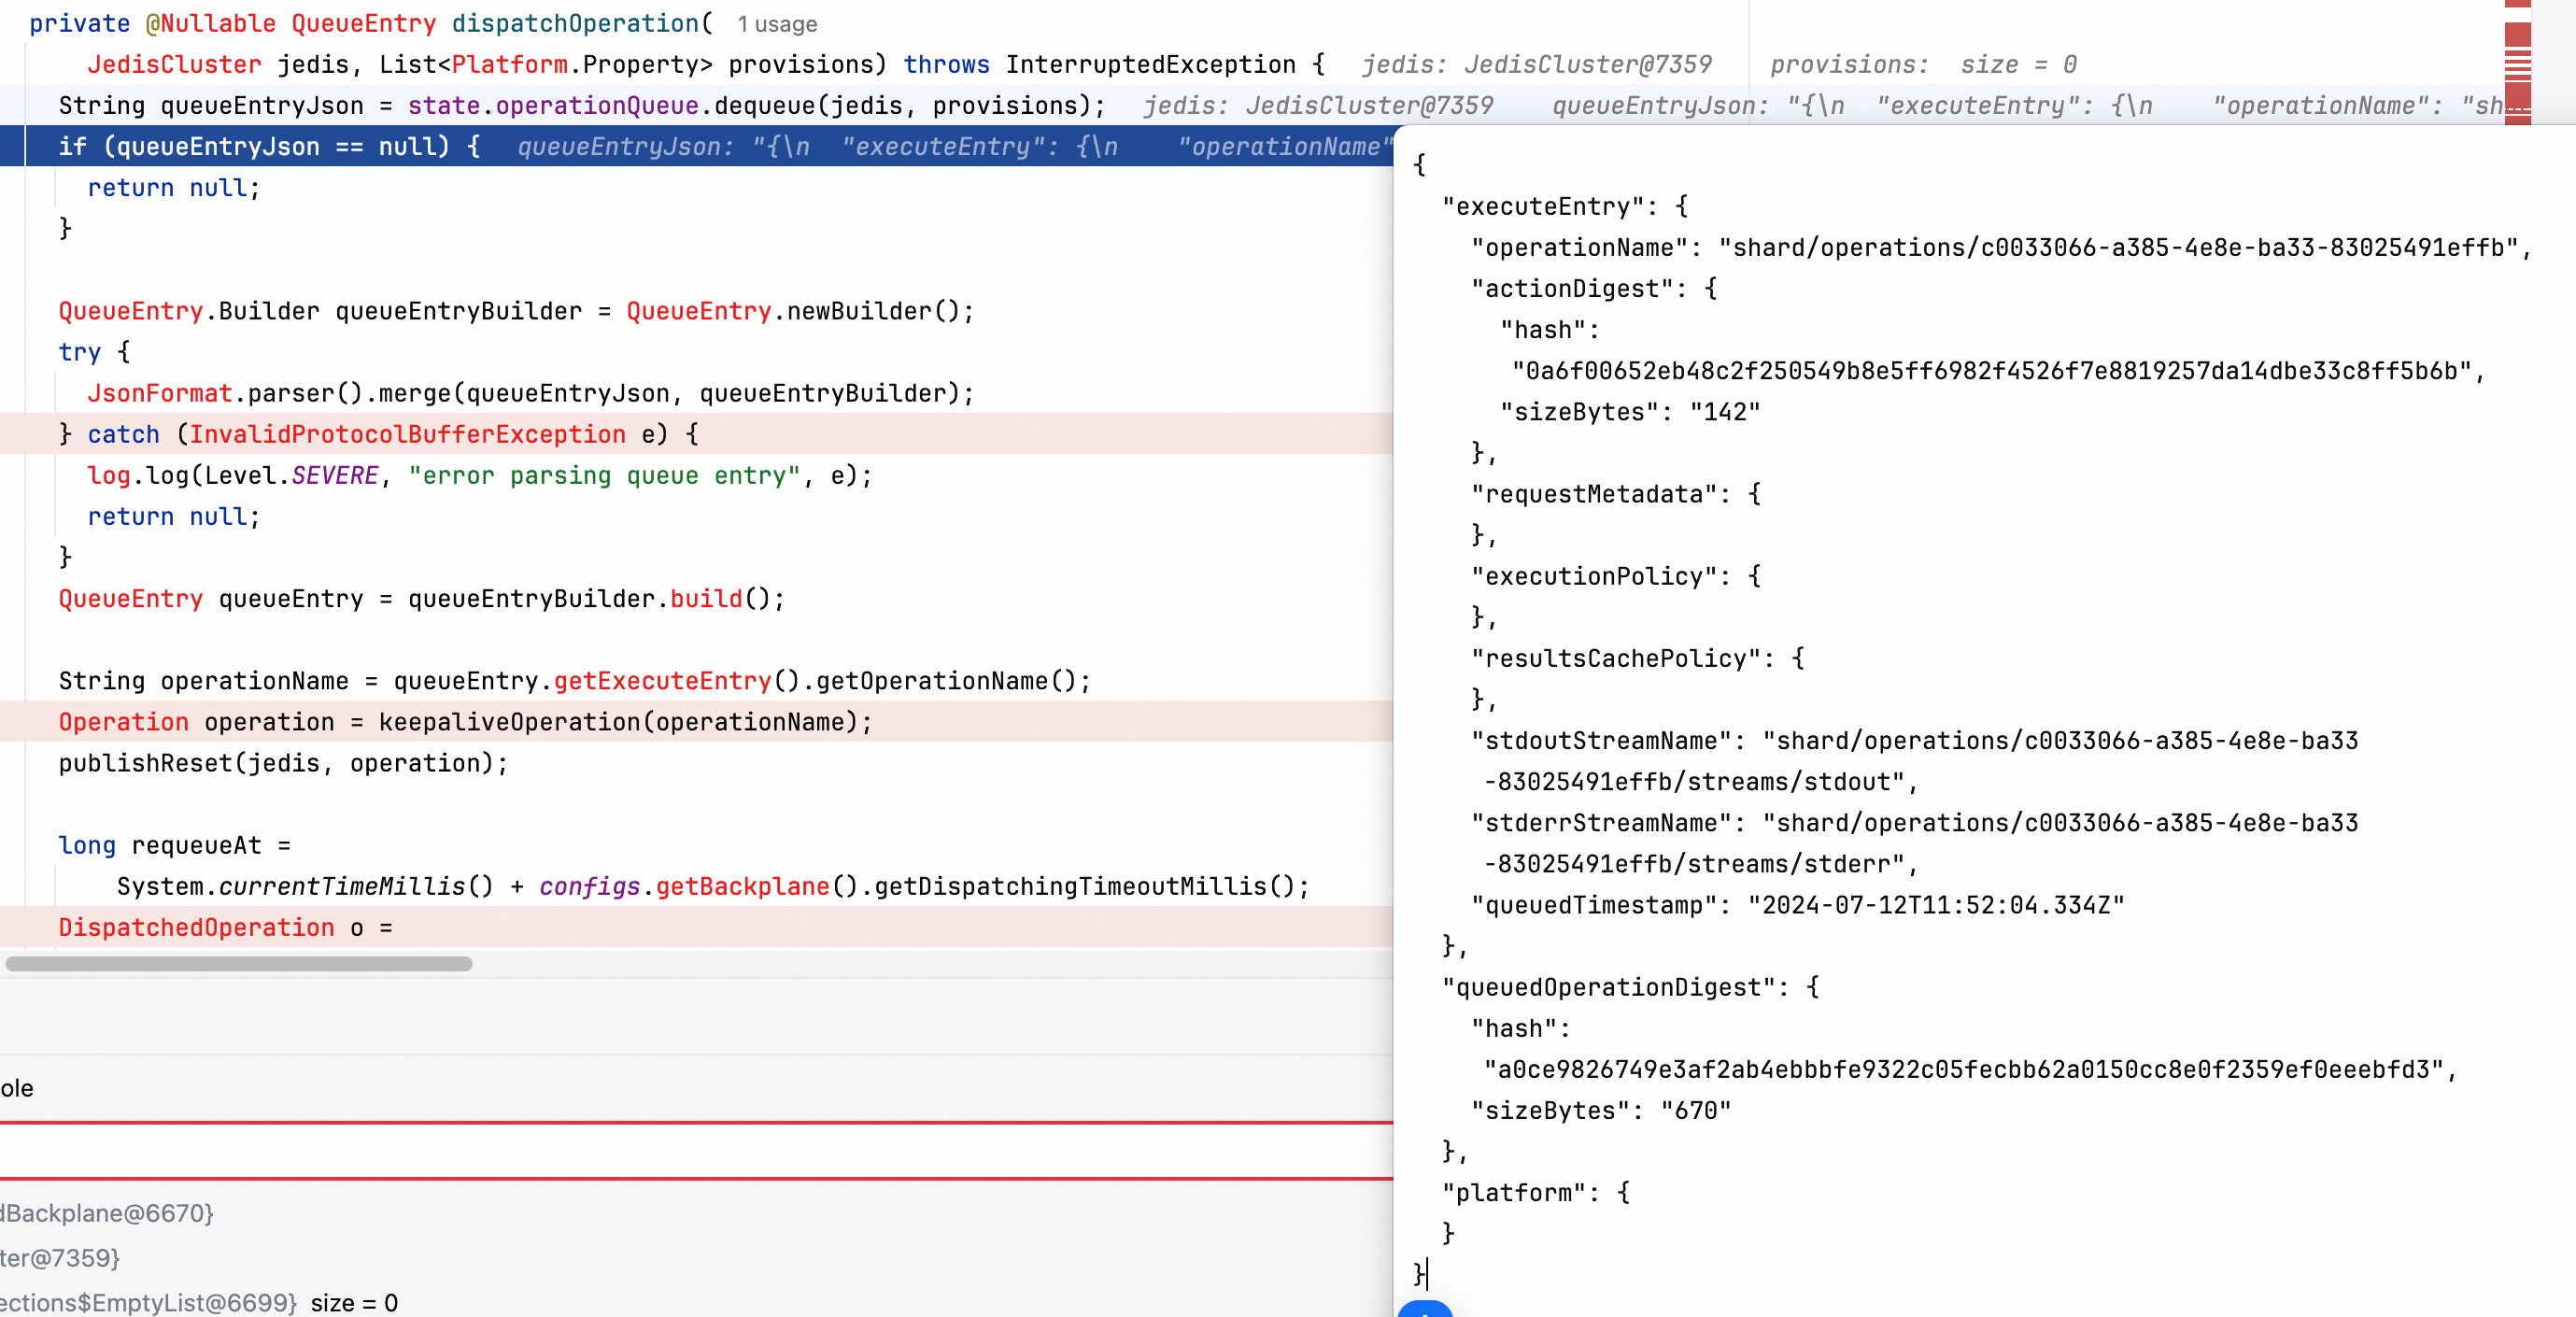 private @Nullable QueueEntry dispatchOperation( 1 usage
JedisCluster jedis, List<Platform.Property> provisions) throws InterruptedException { jedis: JedisCluster@7359 provisions: size = 0
String queueEntryJson = state.operationQueue.dequeue(jedis, provisions); jedis: JedisCluster@7359 queueEntryJson: "{\n "executeEntry": {\n "operationName": "sh
if (queueEntryJson == null) { queueEntryJson: "{\n "executeEntry": {\n "operationName"
return null;
}
QueueEntry.Builder queueEntryBuilder = QueueEntry.newBuilder();
try {
JsonFormat.parser().merge(queueEntryJson, queueEntryBuilder);
} catch (InvalidProtocolBufferException e) {
log.log(Level.SEVERE, "error parsing queue entry", e);
return null;
}
QueueEntry queueEntry = queueEntryBuilder.build();
String operationName = queueEntry.getExecuteEntry().getOperationName();
Operation operation = keepaliveOperation(operationName);
publishReset(jedis, operation);
long requeueAt =
System.currentTimeMillis() + configs.getBackplane().getDispatchingTimeoutMillis();
DispatchedOperation o =
ole
dBackplane@6670}
ter@7359}
ections$EmptyList@6699} size = 0
{
"executeEntry": {
"operationName": "shard/operations/c0033066-a385-4e8e-ba33-83025491effb",
"actionDigest": {
"hash":
"0a6f00652eb48c2f250549b8e5ff6982f4526f7e8819257da14dbe33c8ff5b6b",
"sizeBytes": "142"
},
"requestMetadata": {
},
"executionPolicy": {
},
"resultsCachePolicy": {
},
"stdoutStreamName": "shard/operations/c0033066-a385-4e8e-ba33
-83025491effb/streams/stdout",
"stderrStreamName": "shard/operations/c0033066-a385-4e8e-ba33
-83025491effb/streams/stderr",
"queuedTimestamp": "2024-07-12T11:52:04.334Z"
},
"queuedOperationDigest": {
"hash":
"a0ce9826749e3af2ab4ebbbfe9322c05fecbb62a0150cc8e0f2359ef0eeebfd3",
"sizeBytes": "670"
},
"platform": {
}
}